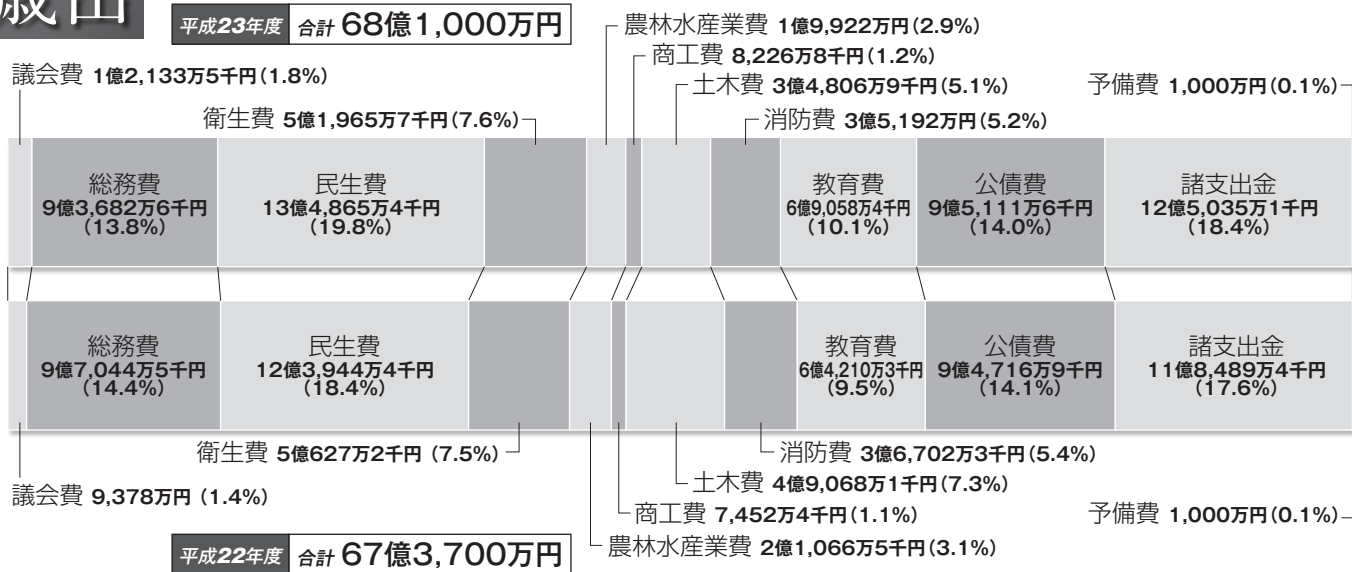 歳出
平成23年度 合計 68億1,000万円
農林水産業費 1億9,922万円(2.9%)
商工費 8,226万8千円(1.2%)
議会費 1億2,133万5千円(1.8%)
土木費 3億4,806万9千円(5.1%)
予備費 1,000万円(0.1%)
衛生費 5億1,965万7千円(7.6%)
消防費 3億5,192万円(5.2%)
総務費
9億3,682万6千円
(13.8%)
民生費
13億4,865万4千円
(19.8%)
教育費
6億9,058万4千円
(10.1%)
公債費
9億5,111万6千円
(14.0%)
諸支出金
12億5,035万1千円
(18.4%)
総務費
9億7,044万5千円
(14.4%)
民生費
12億3,944万4千円
(18.4%)
教育費
6億4,210万3千円
(9.5%)
公債費
9億4,716万9千円
(14.1%)
諸支出金
11億8,489万4千円
(17.6%)
衛生費 5億627万2千円 (7.5%)
消防費 3億6,702万3千円(5.4%)
議会費 9,378万円 (1.4%)
土木費 4億9,068万1千円(7.3%)
商工費 7,452万4千円(1.1%)
予備費 1,000万円(0.1%)
農林水産業費 2億1,066万5千円(3.1%)
平成22年度 合計 67億3,700万円